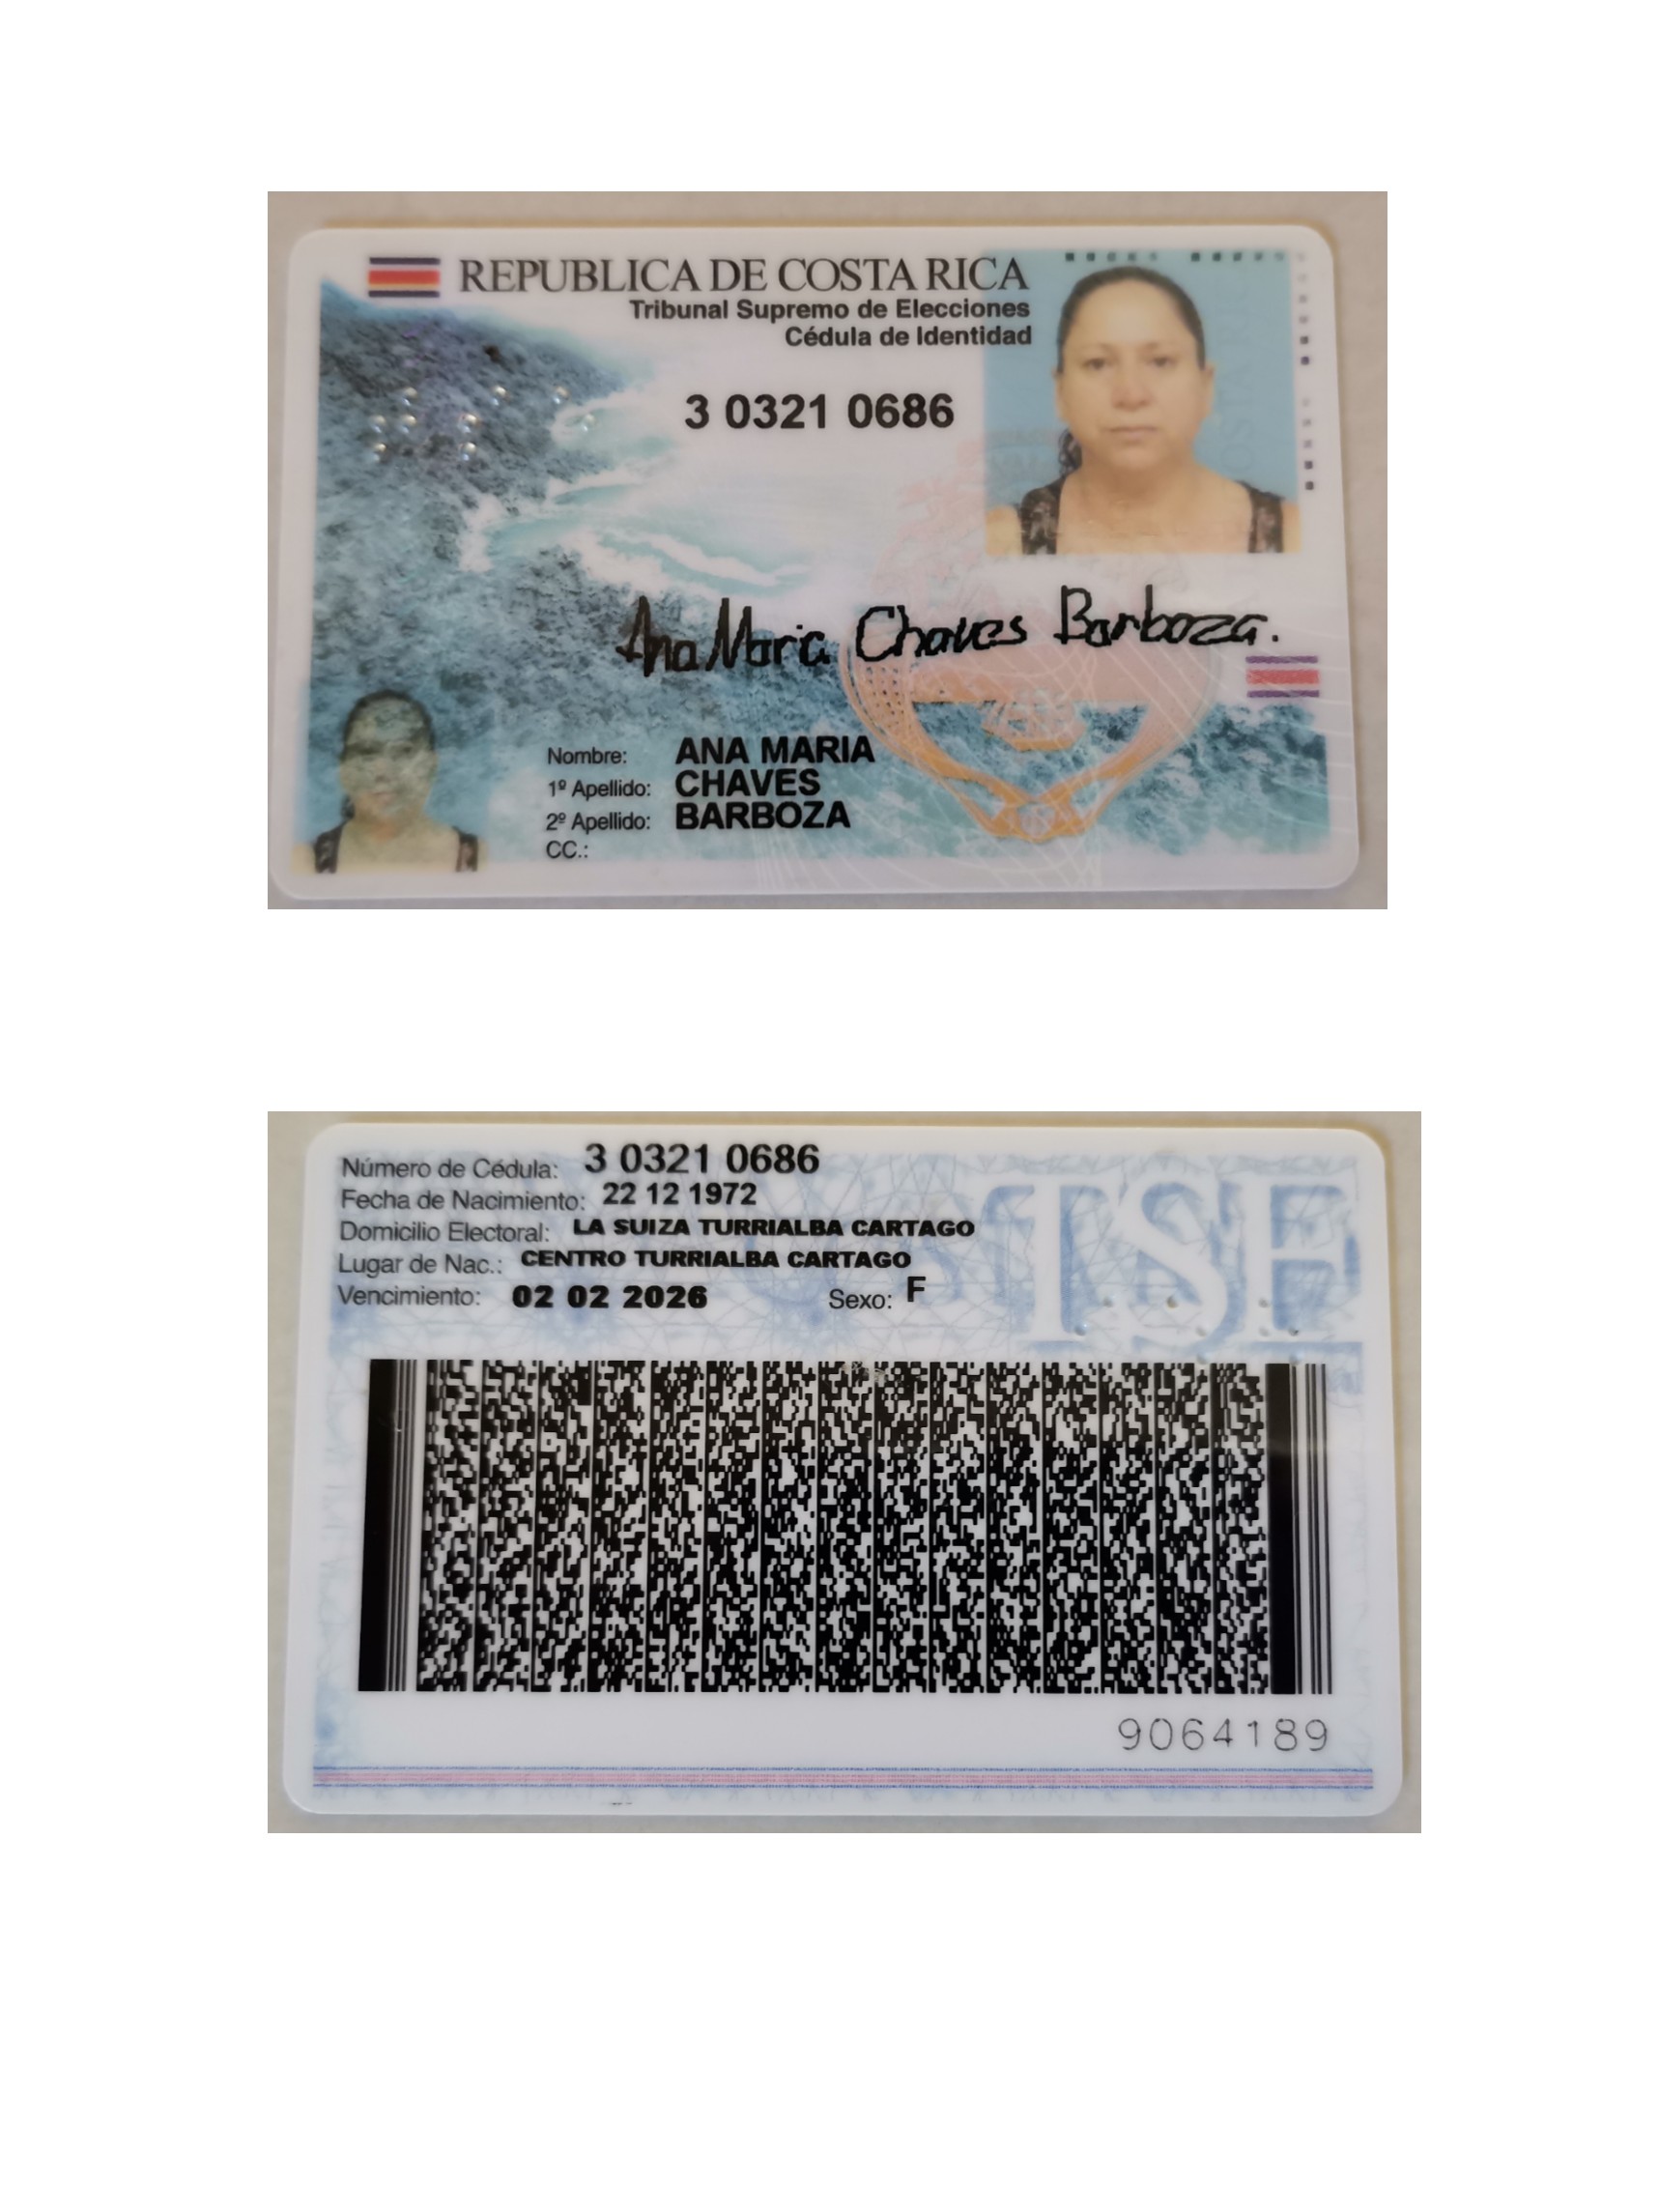 REPUBLICA DE COSTA RICA
Tribunal Supremo de Elecciones
Cédula de Identidad
3 0321 0686
Ana Maria Chaves Barboza.
Nombre: ANA MARIA
1º Apellido: CHAVES
2º Apellido: BARBOZA
CC.:
Número de Cédula: 3 0321 0686
Fecha de Nacimiento: 22 12 1972
Domicilio Electoral: LA SUIZA TURRIALBA CARTAGO
Lugar de Nac.: CENTRO TURRIALBA CARTAGO
Vencimiento: 02 02 2026 Sexo: F
TSE
9064189